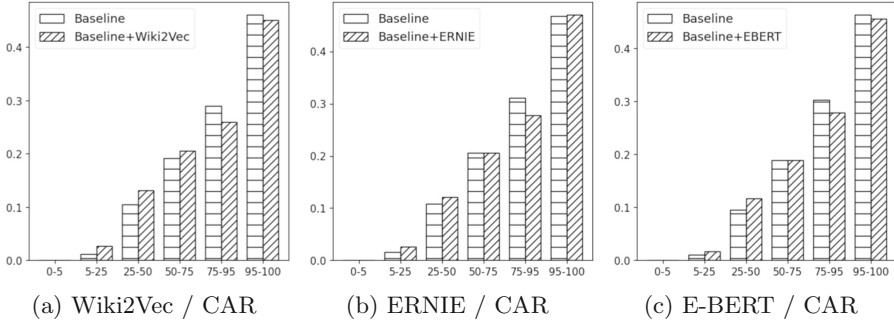 Baseline
Baseline+Wiki2Vec
0.4
0.3
0.2
0.1
0.0
0-5 5-25 25-50 50-75 75-95 95-100
(a) Wiki2Vec / CAR
Baseline
Baseline+ERNIE
0.4
0.3
0.2
0.1
0.0
0-5 5-25 25-50 50-75 75-95 95-100
(b) ERNIE / CAR
Baseline
Baseline+EBERT
0.4
0.3
0.2
0.1
0.0
0-5 5-25 25-50 50-75 75-95 95-100
(c) E-BERT / CAR